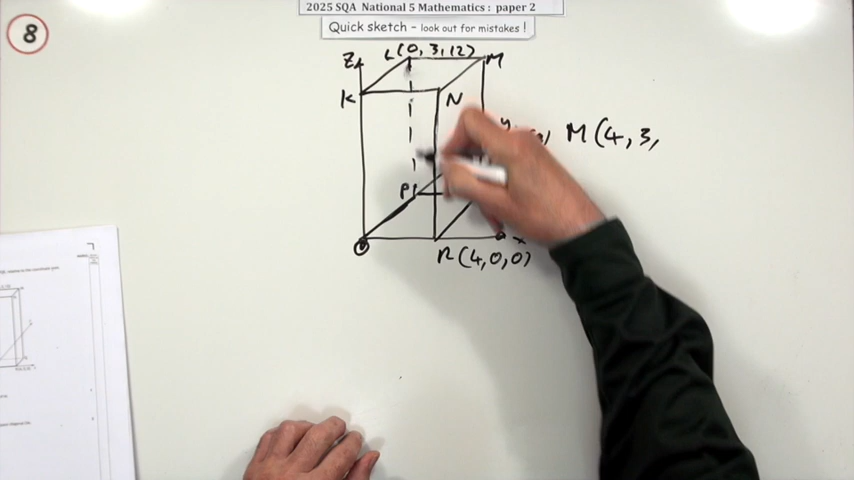 2025 SQA National 5 Mathematics : paper 2
Quick sketch - look out for mistakes !
8
Z L(0, 3, 12) M
K N
y M(4, 3,
P
O x
R(4, 0, 0)